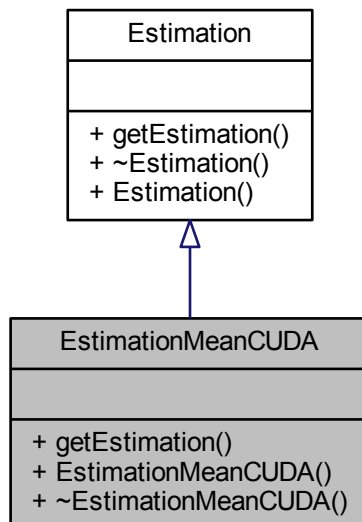 Estimation
+ getEstimation()
+ ~Estimation()
+ Estimation()
EstimationMeanCUDA
+ getEstimation()
+ EstimationMeanCUDA()
+ ~EstimationMeanCUDA()